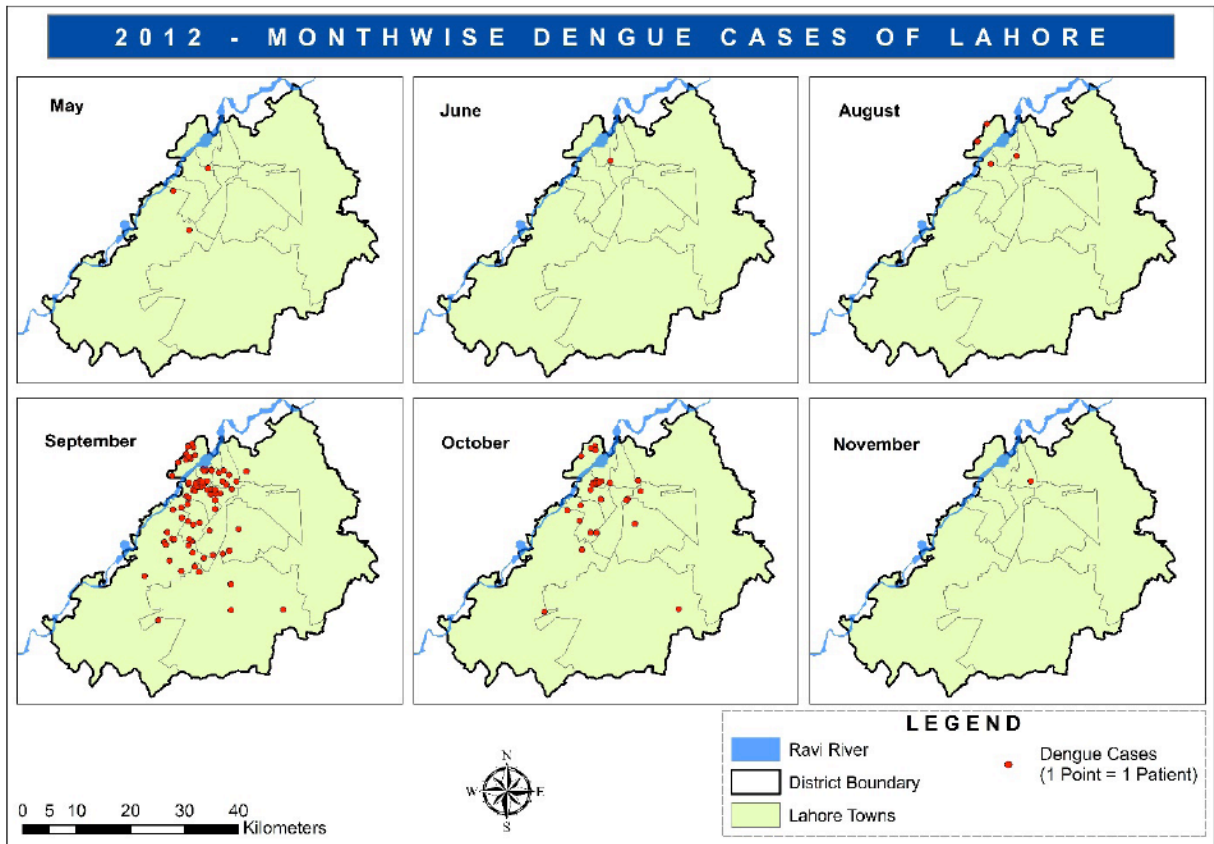 2012 - MONTHWISE DENGUE CASES OF LAHORE
May
June
August
September
October
November
LEGEND
Ravi River
District Boundary
Lahore Towns
Dengue Cases
(1 Point = 1 Patient)
N
W E
S
0 5 10 20 30 40
Kilometers